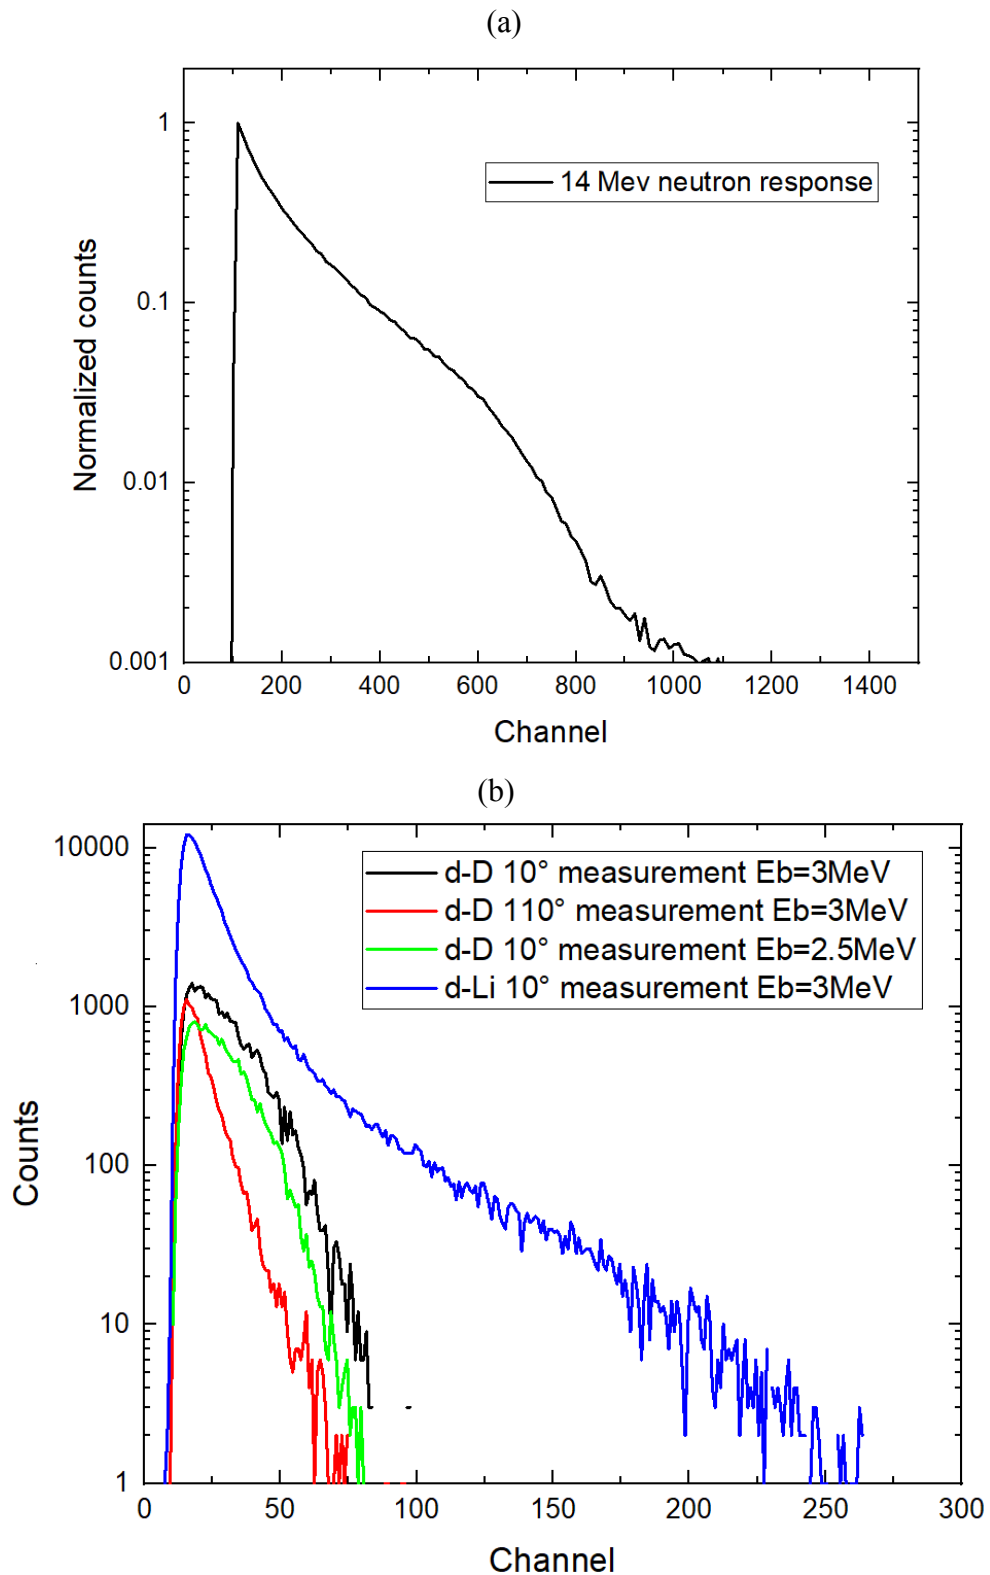 (a)
1
0.1
0.01
0.001
14 Mev neutron response
Normalized counts
0 200 400 600 800 1000 1200 1400
Channel
(b)
10000
1000
100
10
1
d-D 10° measurement Eb=3MeV
d-D 110° measurement Eb=3MeV
d-D 10° measurement Eb=2.5MeV
d-Li 10° measurement Eb=3MeV
Counts
0 50 100 150 200 250 300
Channel